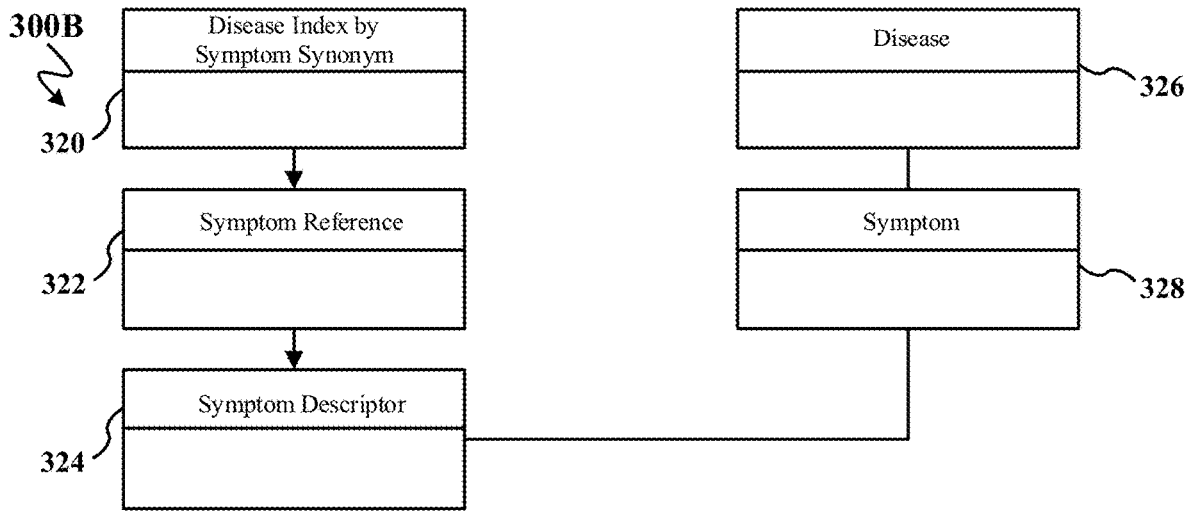 300B
Disease Index by
Symptom Synonym
320
Disease
326
Symptom Reference
322
Symptom
328
Symptom Descriptor
324